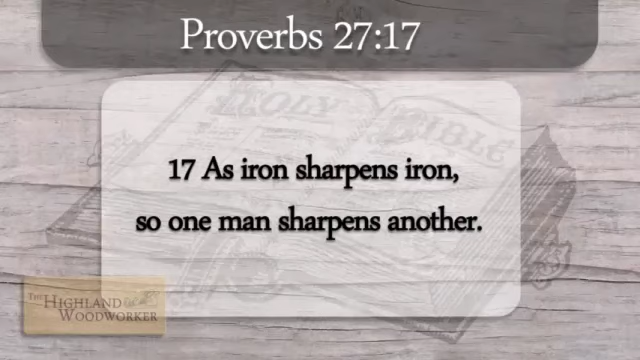 Proverbs 27:17
HOLY BIBLE
17 As iron sharpens iron,
so one man sharpens another.
THE HIGHLAND
WOODWORKER